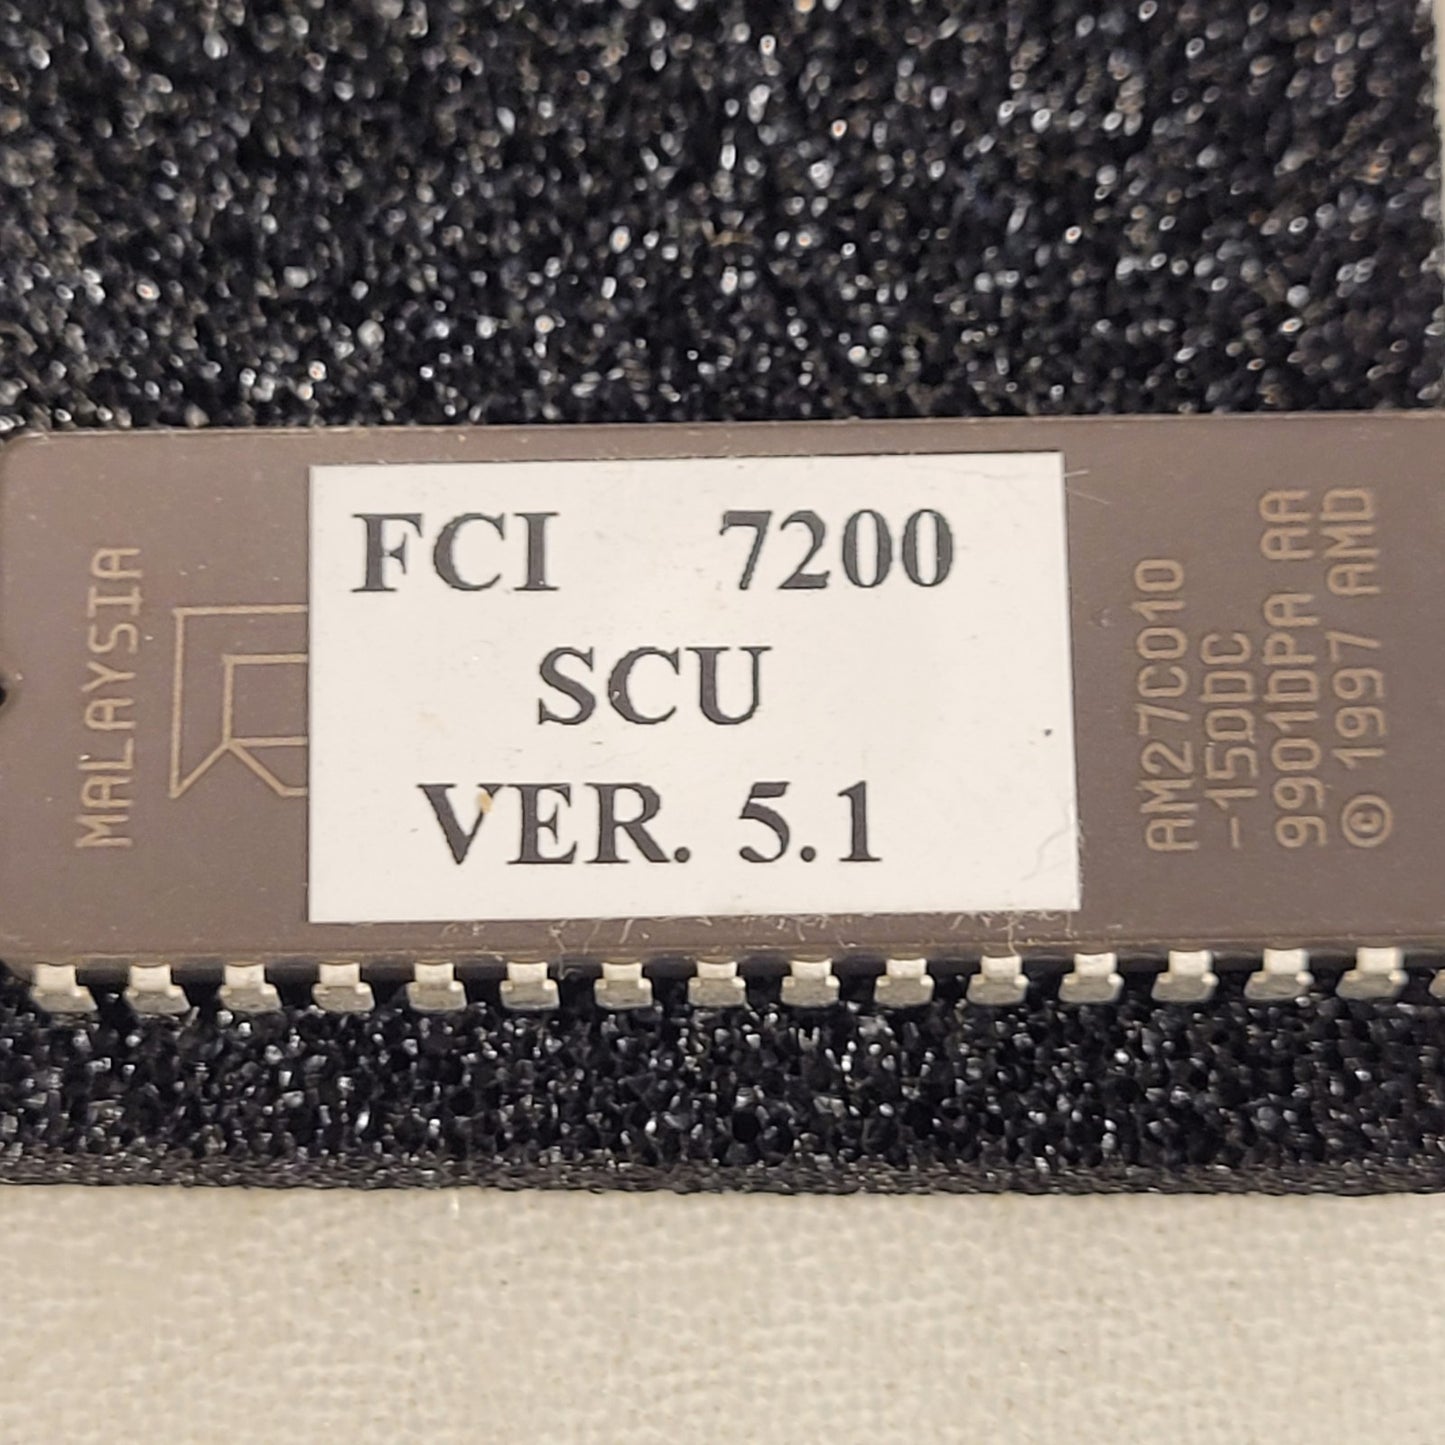 FCI 7200
SCU
VER. 5.1
MALAYSIA
AM27C010
-150DC
9901DPA AA
© 1997 AMD